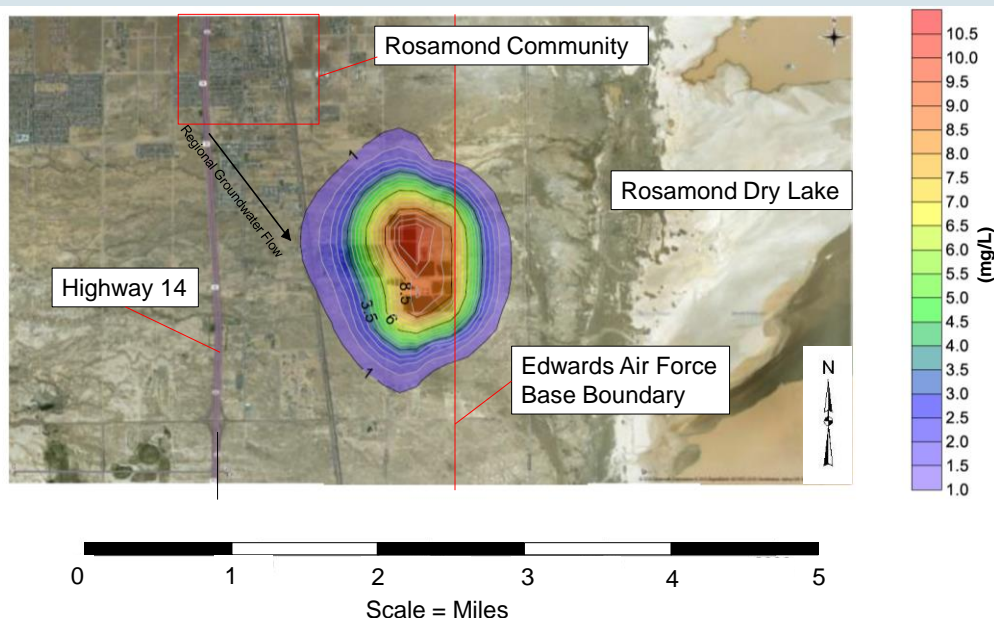 Rosamond Community
Regional Groundwater Flow
Rosamond Dry Lake
Highway 14
Edwards Air Force
Base Boundary
1
3.5
6
8.5
1
N
10.5
10.0
9.5
9.0
8.5
8.0
7.5
7.0
6.5
6.0
5.5
5.0
4.5
4.0
3.5
3.0
2.5
2.0
1.5
1.0
(mg/L)
0 1 2 3 4 5
Scale = Miles